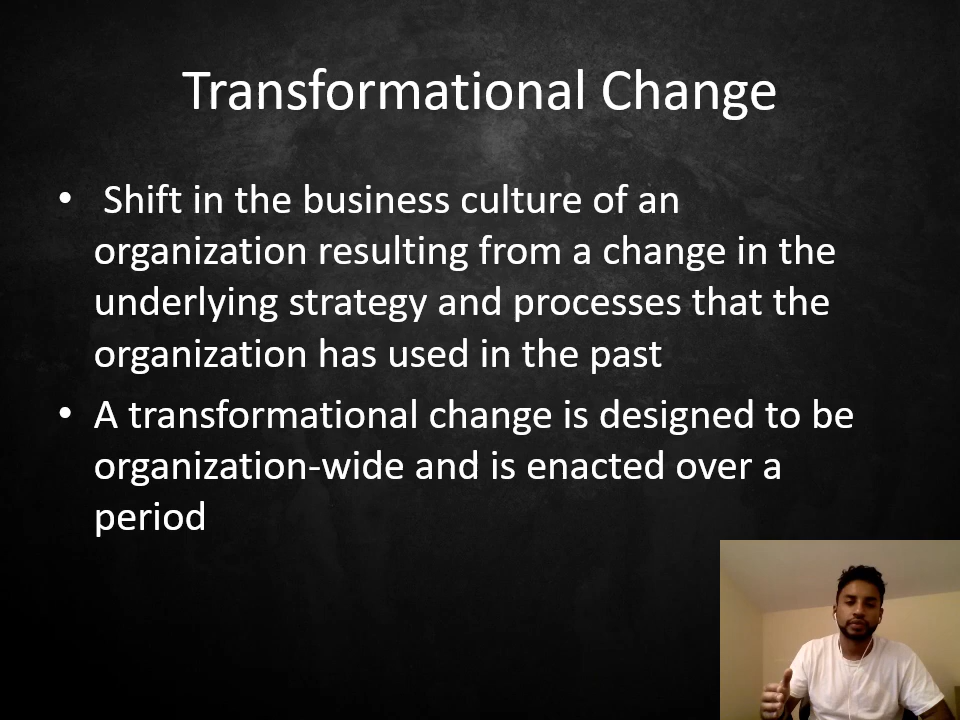 Transformational Change
• Shift in the business culture of an
organization resulting from a change in the
underlying strategy and processes that the
organization has used in the past
• A transformational change is designed to be
organization-wide and is enacted over a
period